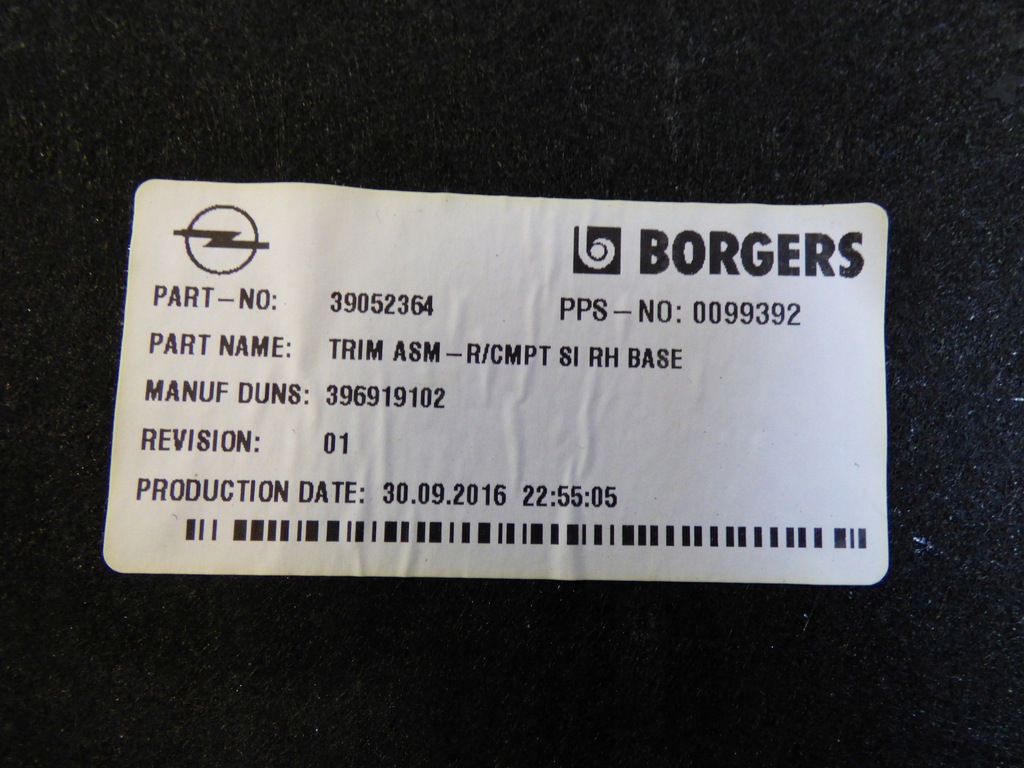 BORGERS
PART-NO: 39052364 PPS-NO: 0099392
PART NAME: TRIM ASM-R/CMPT SI RH BASE
MANUF DUNS: 396919102
REVISION: 01
PRODUCTION DATE: 30.09.2016 22:55:05